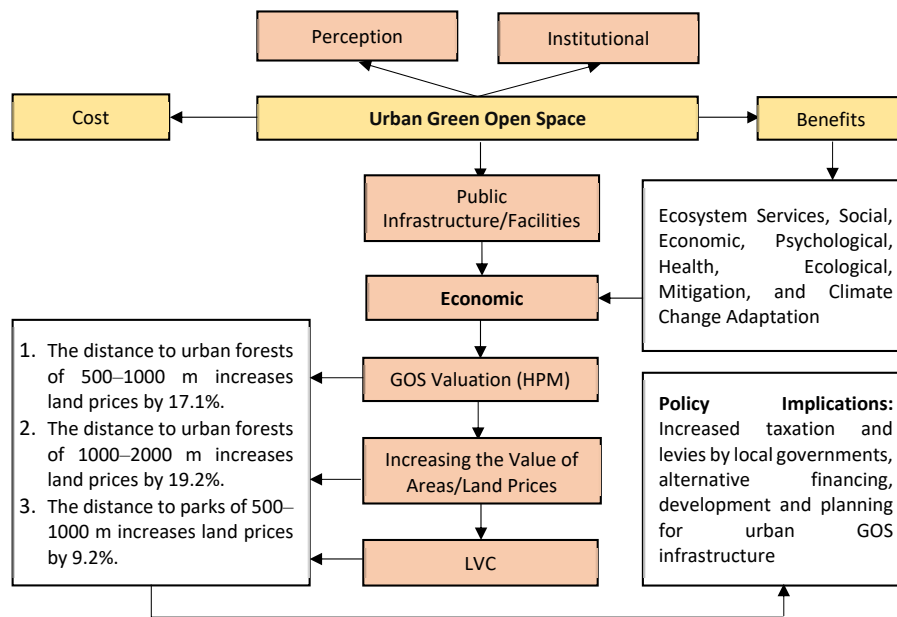 Perception
Institutional
Cost
Urban Green Open Space
Benefits
Public
Infrastructure/Facilities
Ecosystem Services, Social,
Economic, Psychological,
Health, Ecological,
Mitigation, and Climate
Change Adaptation
Economic
1. The distance to urban forests
of 500–1000 m increases
land prices by 17.1%.
2. The distance to urban forests
of 1000–2000 m increases
land prices by 19.2%.
3. The distance to parks of 500–
1000 m increases land prices
by 9.2%.
GOS Valuation (HPM)
Increasing the Value of
Areas/Land Prices
LVC
Policy Implications:
Increased taxation and
levies by local governments,
alternative financing,
development and planning
for urban GOS
infrastructure